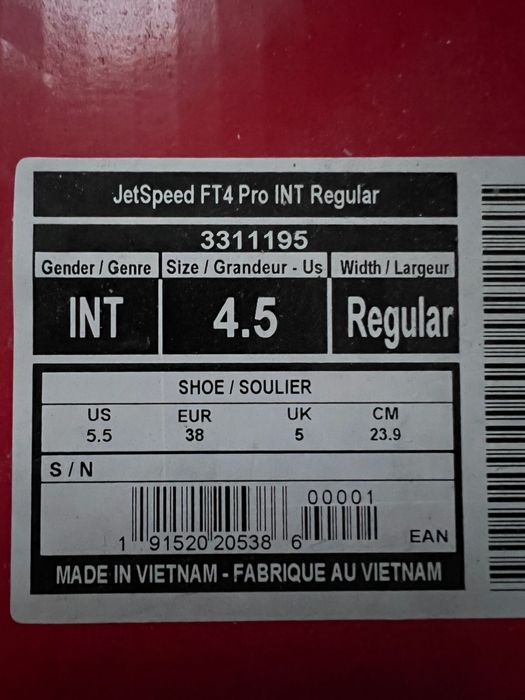 JetSpeed FT4 Pro INT Regular
3311195
Gender / Genre Size / Grandeur - Us Width / Largeur
INT 4.5 Regular
SHOE / SOULIER
US EUR UK CM
5.5 38 5 23.9
S / N
00001
1 91520 20538 6 EAN
MADE IN VIETNAM - FABRIQUE AU VIETNAM